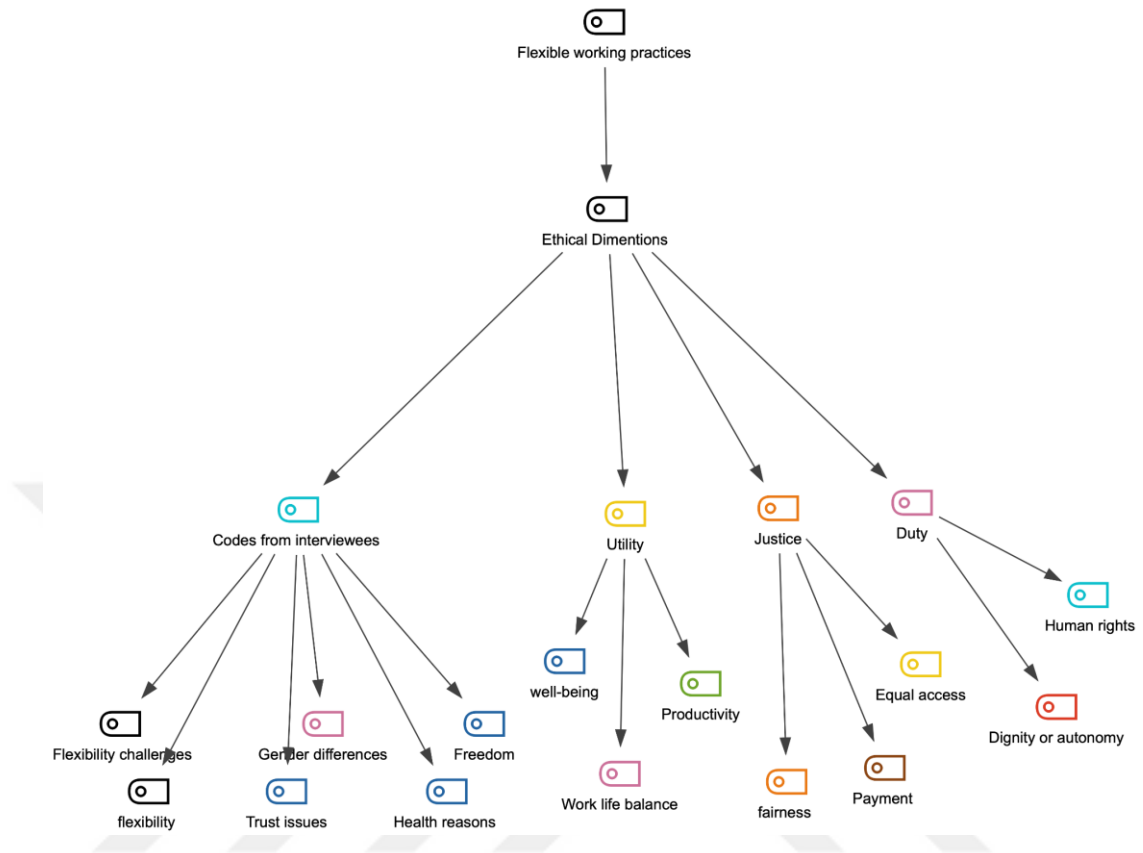 Flexible working practices
Ethical Dimentions
Codes from interviewees
Utility
Justice
Duty
Human rights
well-being
Equal access
Productivity
Dignity or autonomy
Flexibility challenges
Gender differences
Freedom
Work life balance
Payment
fairness
flexibility
Trust issues
Health reasons